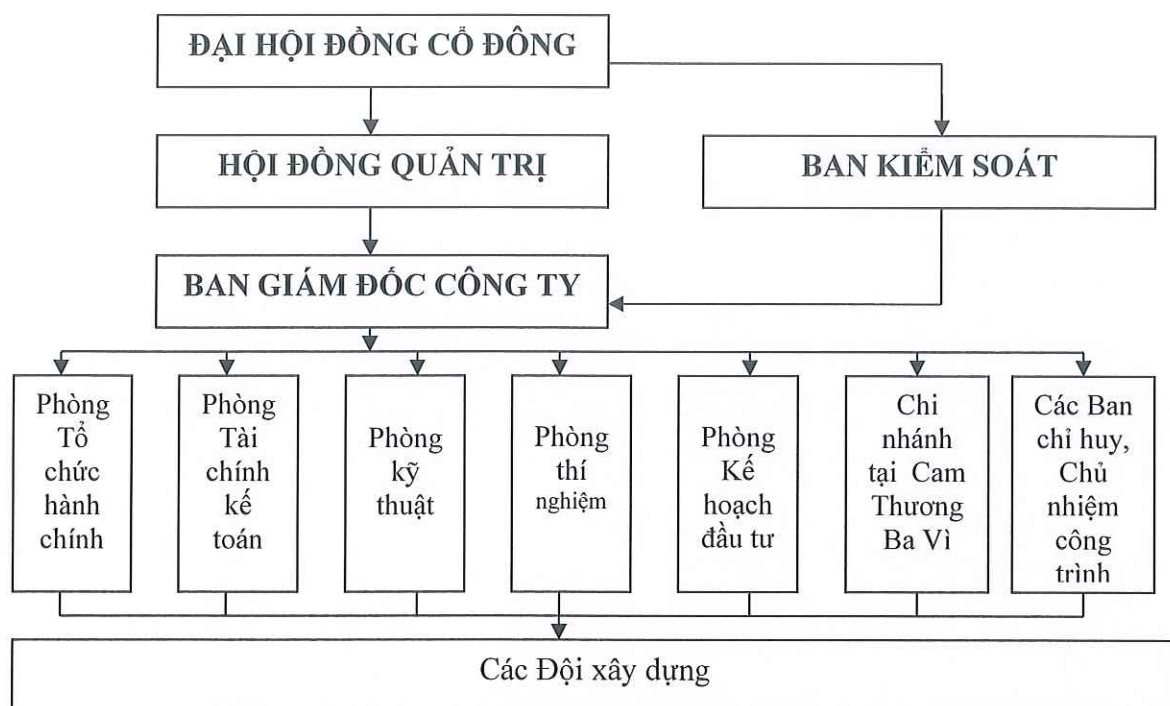 ĐẠI HỘI ĐỒNG CỔ ĐÔNG
HỘI ĐỒNG QUẢN TRỊ
BAN KIỂM SOÁT
BAN GIÁM ĐỐC CÔNG TY
Phòng
Tổ
chức
hành
chính
Phòng
Tài
chính
kế
toán
Phòng
kỹ
thuật
Phòng
thí
nghiệm
Phòng
Kế
hoạch
đầu tư
Chi
nhánh
tại Cam
Thương
Ba Vì
Các Ban
chỉ huy,
Chủ
nhiệm
công
trình
Các Đội xây dựng